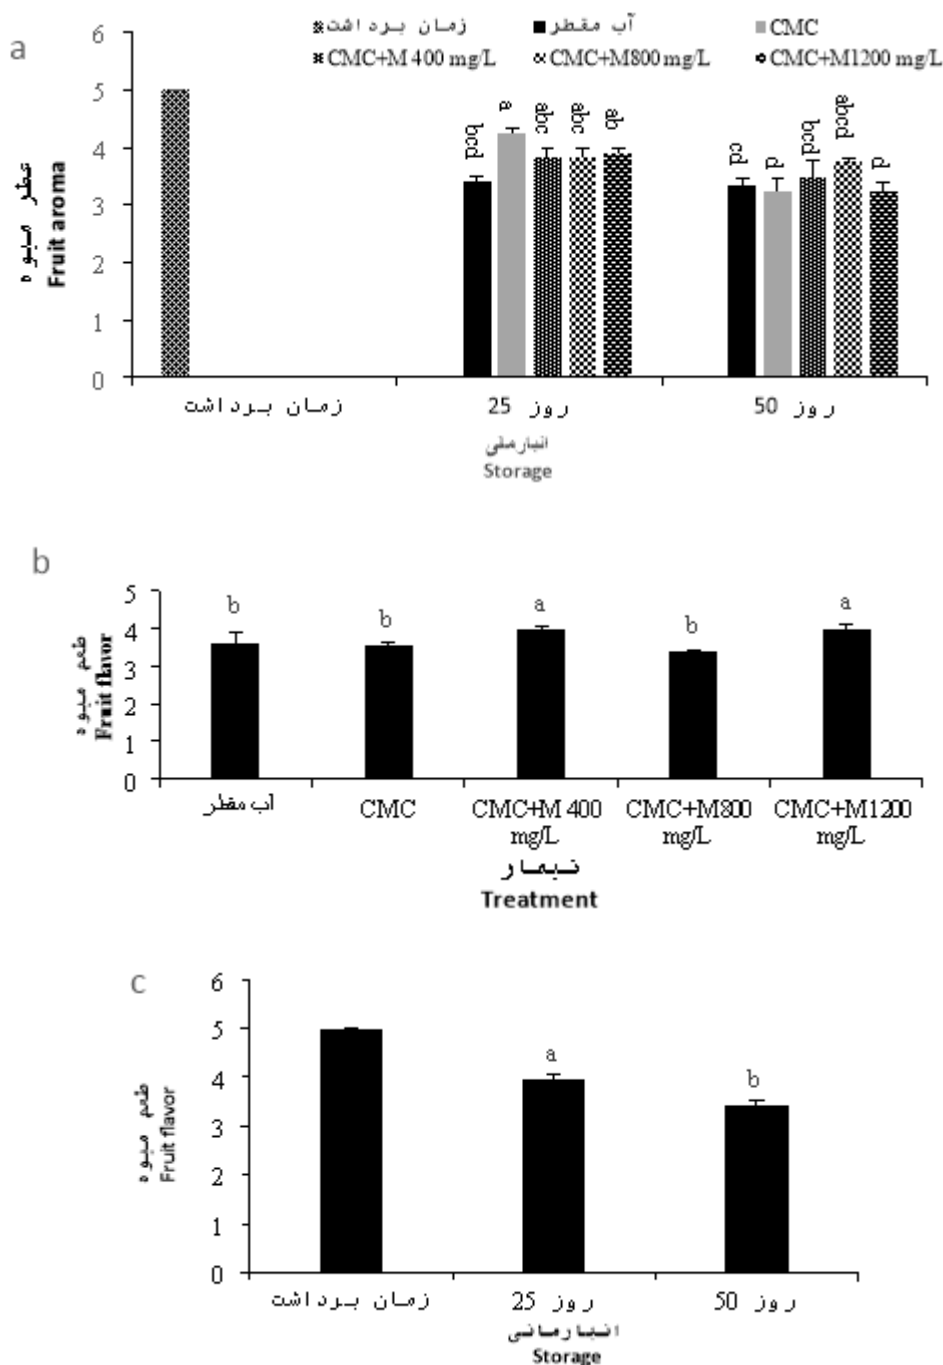 a
زمان برداشت آب مقطر CMC
CMC+M 400 mg/L CMC+M800 mg/L CMC+M1200 mg/L
6
5
4
3
2
1
0
عطر میوه
Fruit aroma
bcd a abc abc ab
cd d bcd abcd d
زمان برداشت 25 روز 50 روز
انبارمانی
Storage
b
5
4
3
2
1
0
طعم میوه
Fruit flavor
b b a b a
آب مقطر CMC CMC+M 400 CMC+M800 CMC+M1200
mg/L mg/L mg/L
تیمار
Treatment
c
6
5
4
3
2
1
0
طعم میوه
Fruit flavor
a b
زمان برداشت 25 روز 50 روز
انبارمانی
Storage